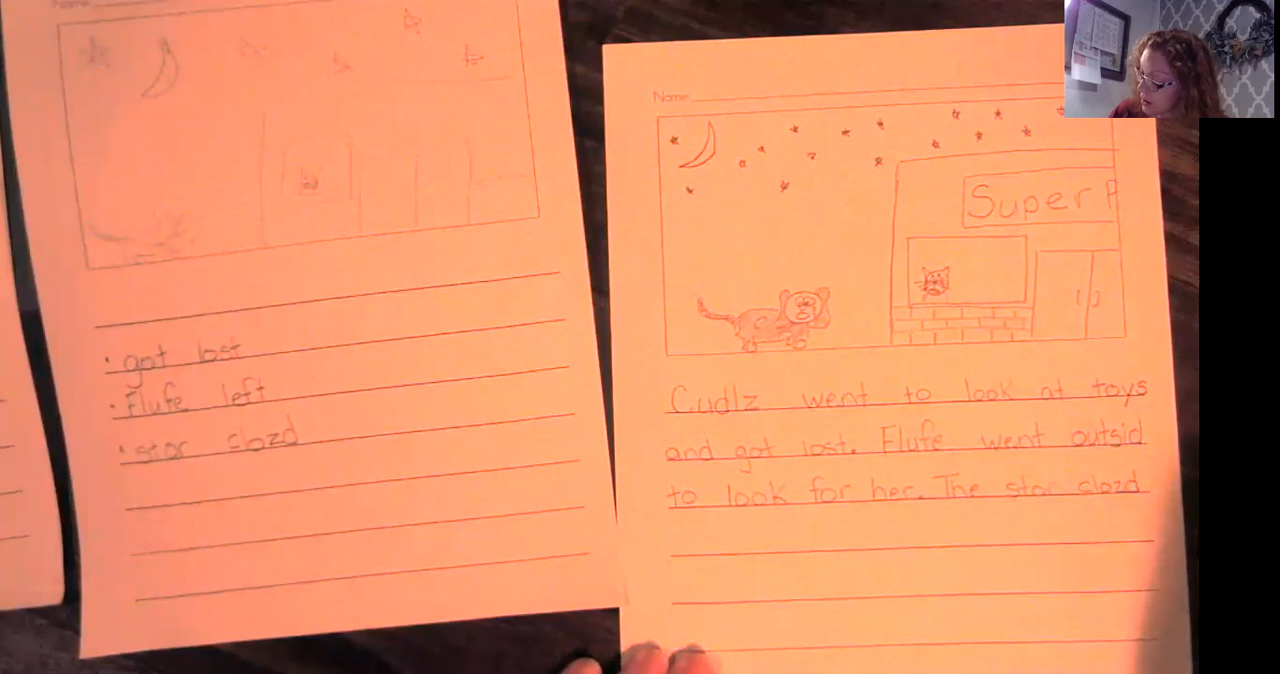 Name:
· got lost
· Flufe left
· stor clozd
Name:
Super P
Cudlz went to look at toys
and got lost. Flufe went outsid
to look for her. The stor clozd